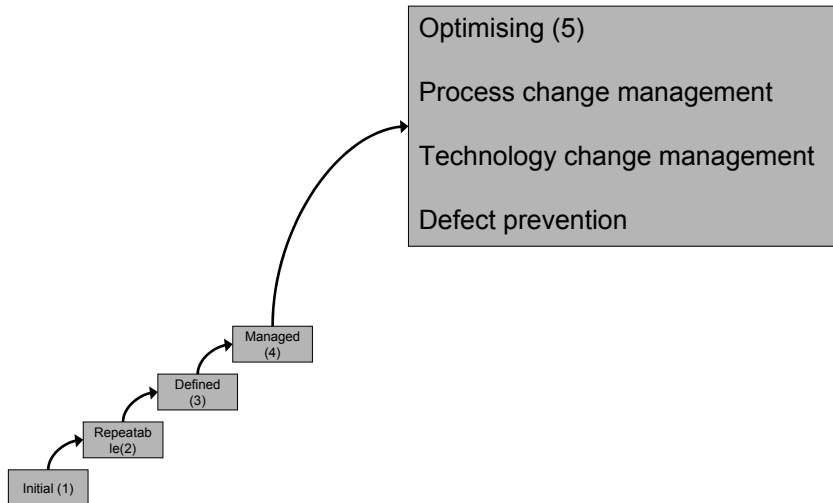 Optimising (5)
Process change management
Technology change management
Defect prevention
Managed
(4)
Defined
(3)
Repeatab
le(2)
Initial (1)